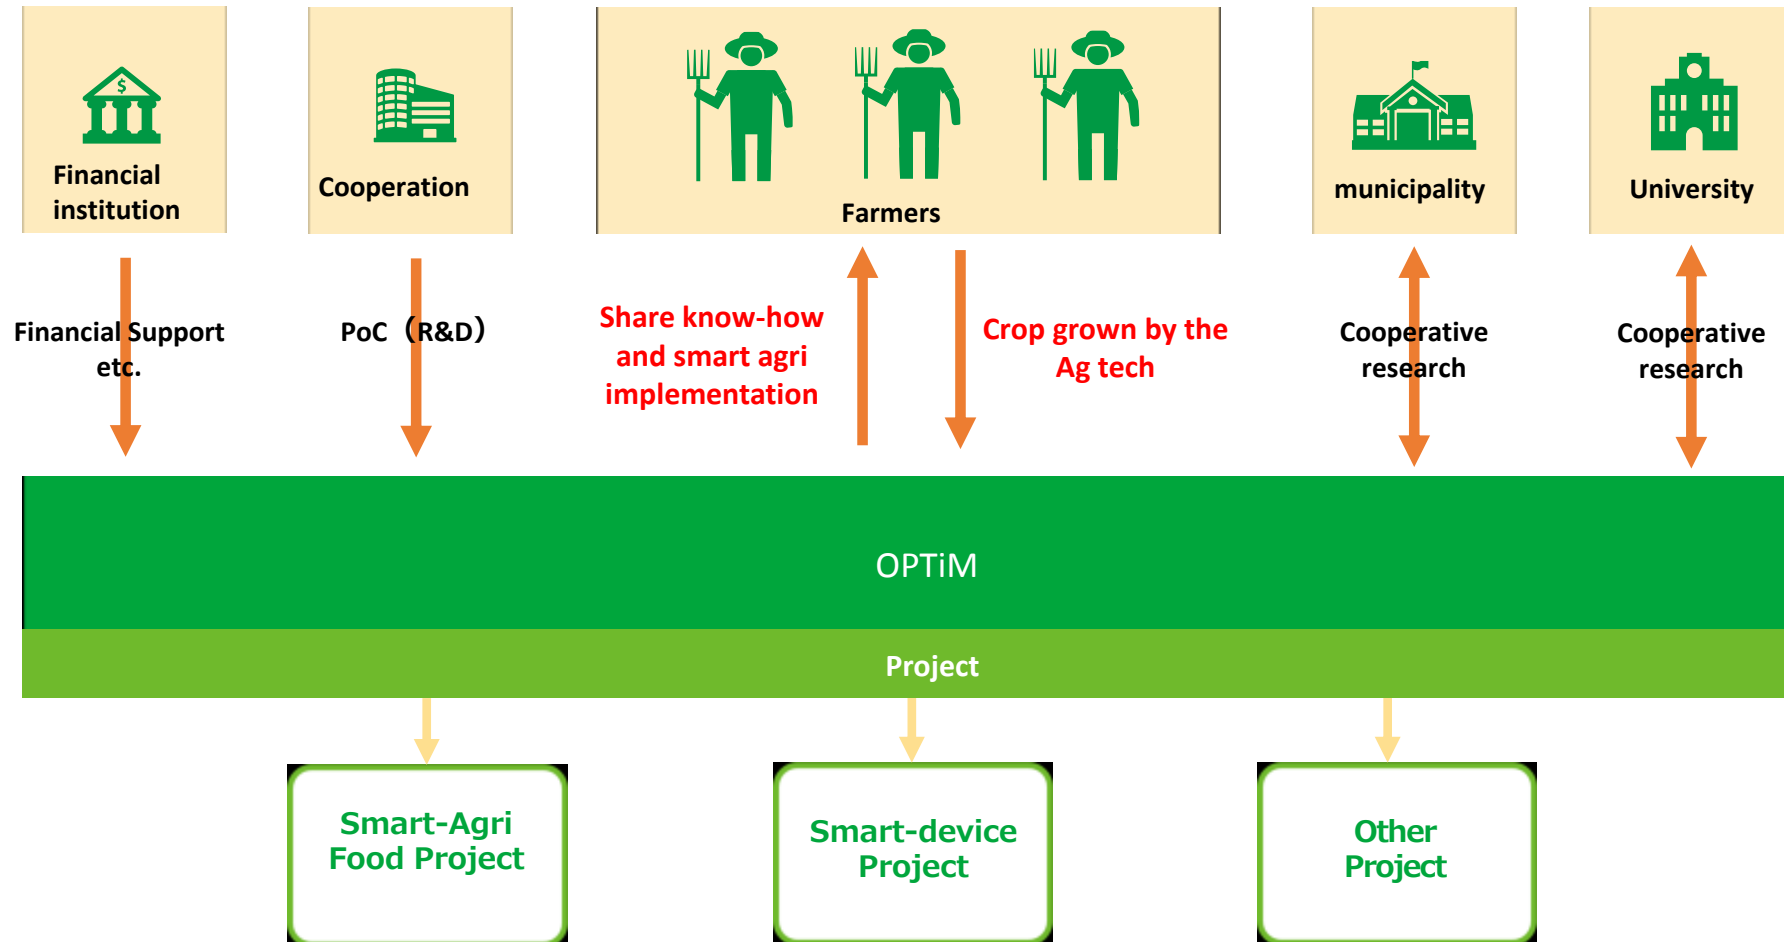 $
Financial
institution
Cooperation
Farmers
municipality
University
Financial Support
etc.
PoC（R&D）
Share know-how
and smart agri
implementation
Crop grown by the
Ag tech
Cooperative
research
Cooperative
research
OPTiM
Project
Smart-Agri
Food Project
Smart-device
Project
Other
Project